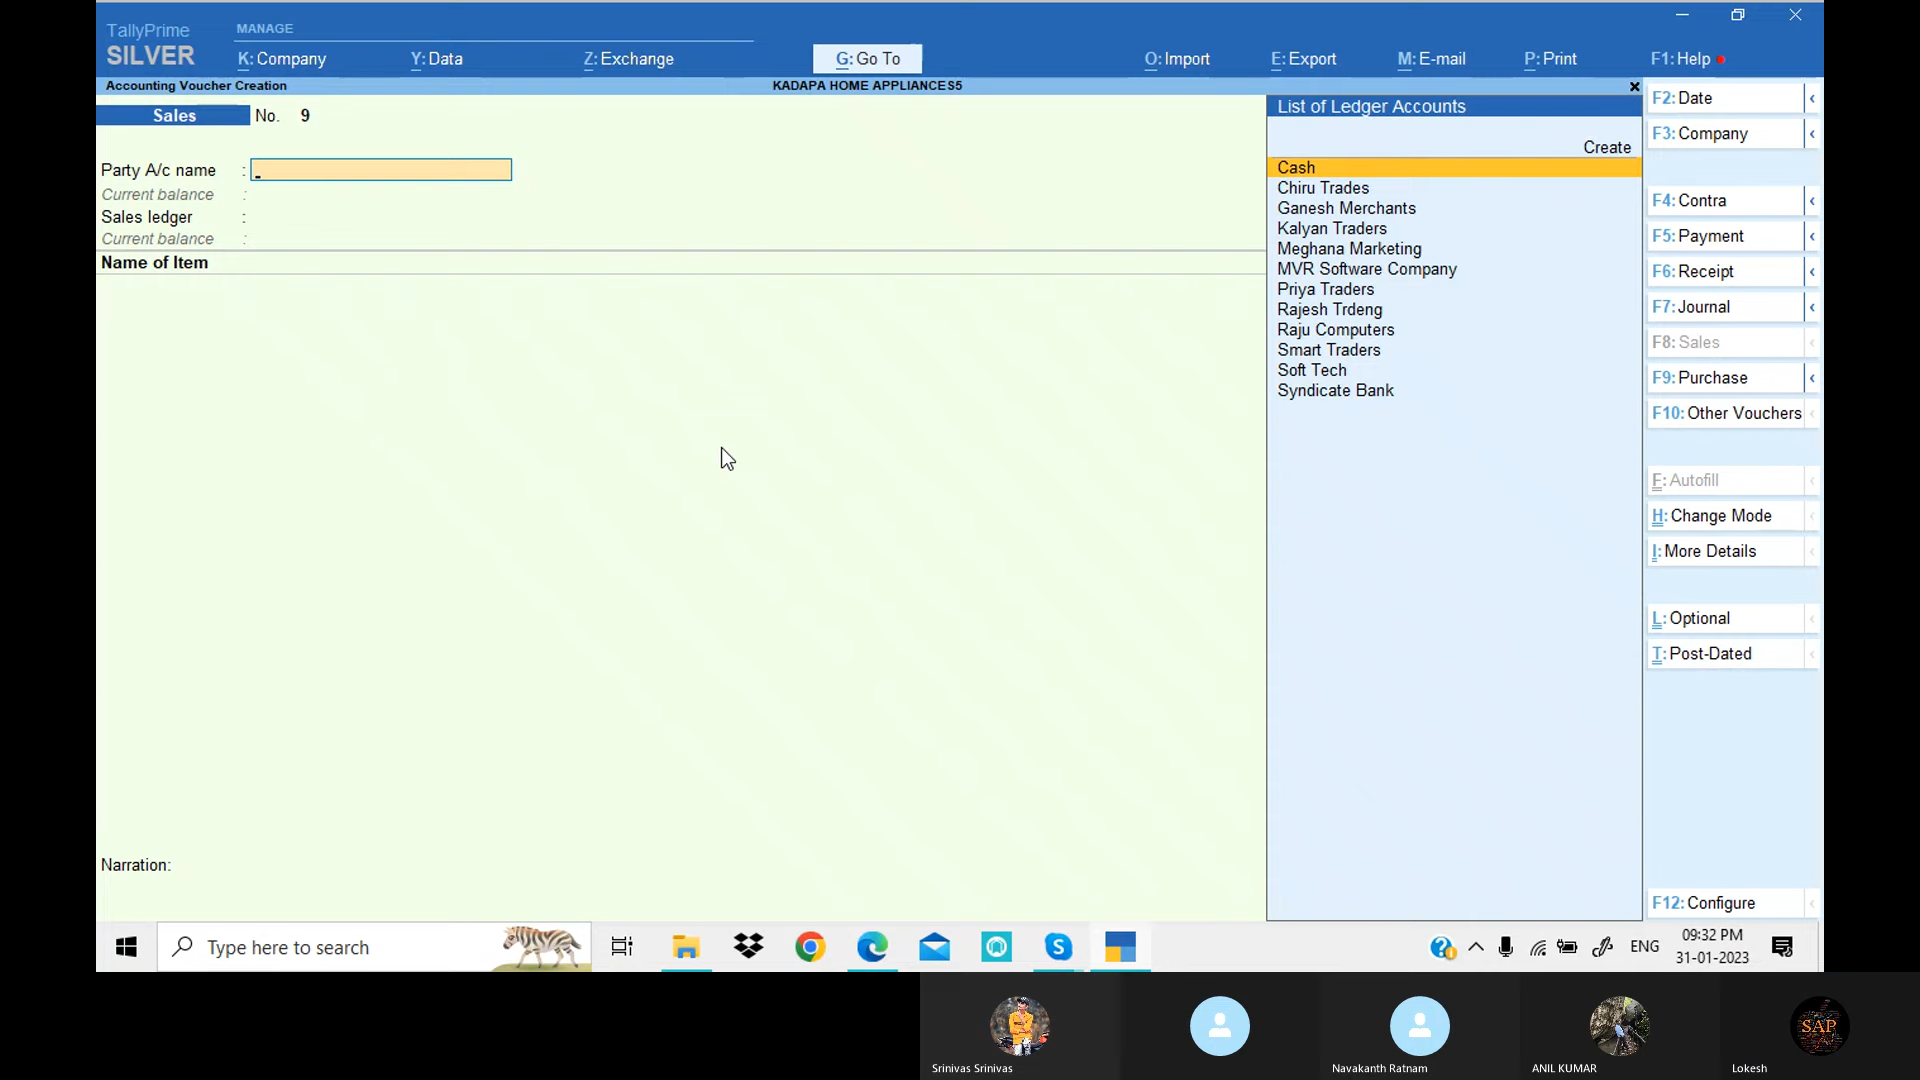 TallyPrime
SILVER
MANAGE
K: Company
Y: Data
Z: Exchange
G: Go To
O: Import
E: Export
M: E-mail
P: Print
F1: Help
Accounting Voucher Creation
KADAPA HOME APPLIANCES5
Sales
No. 9
Party A/c name :
Current balance :
Sales ledger :
Current balance :
Name of Item
Narration:
List of Ledger Accounts
Create
Cash
Chiru Trades
Ganesh Merchants
Kalyan Traders
Meghana Marketing
MVR Software Company
Priya Traders
Rajesh Trdeng
Raju Computers
Smart Traders
Soft Tech
Syndicate Bank
F2: Date
F3: Company
F4: Contra
F5: Payment
F6: Receipt
F7: Journal
F8: Sales
F9: Purchase
F10: Other Vouchers
F: Autofill
H: Change Mode
I: More Details
L: Optional
T: Post-Dated
F12: Configure
Type here to search
ENG
09:32 PM
31-01-2023
SAP
Srinivas Srinivas
Navakanth Ratnam
ANIL KUMAR
Lokesh